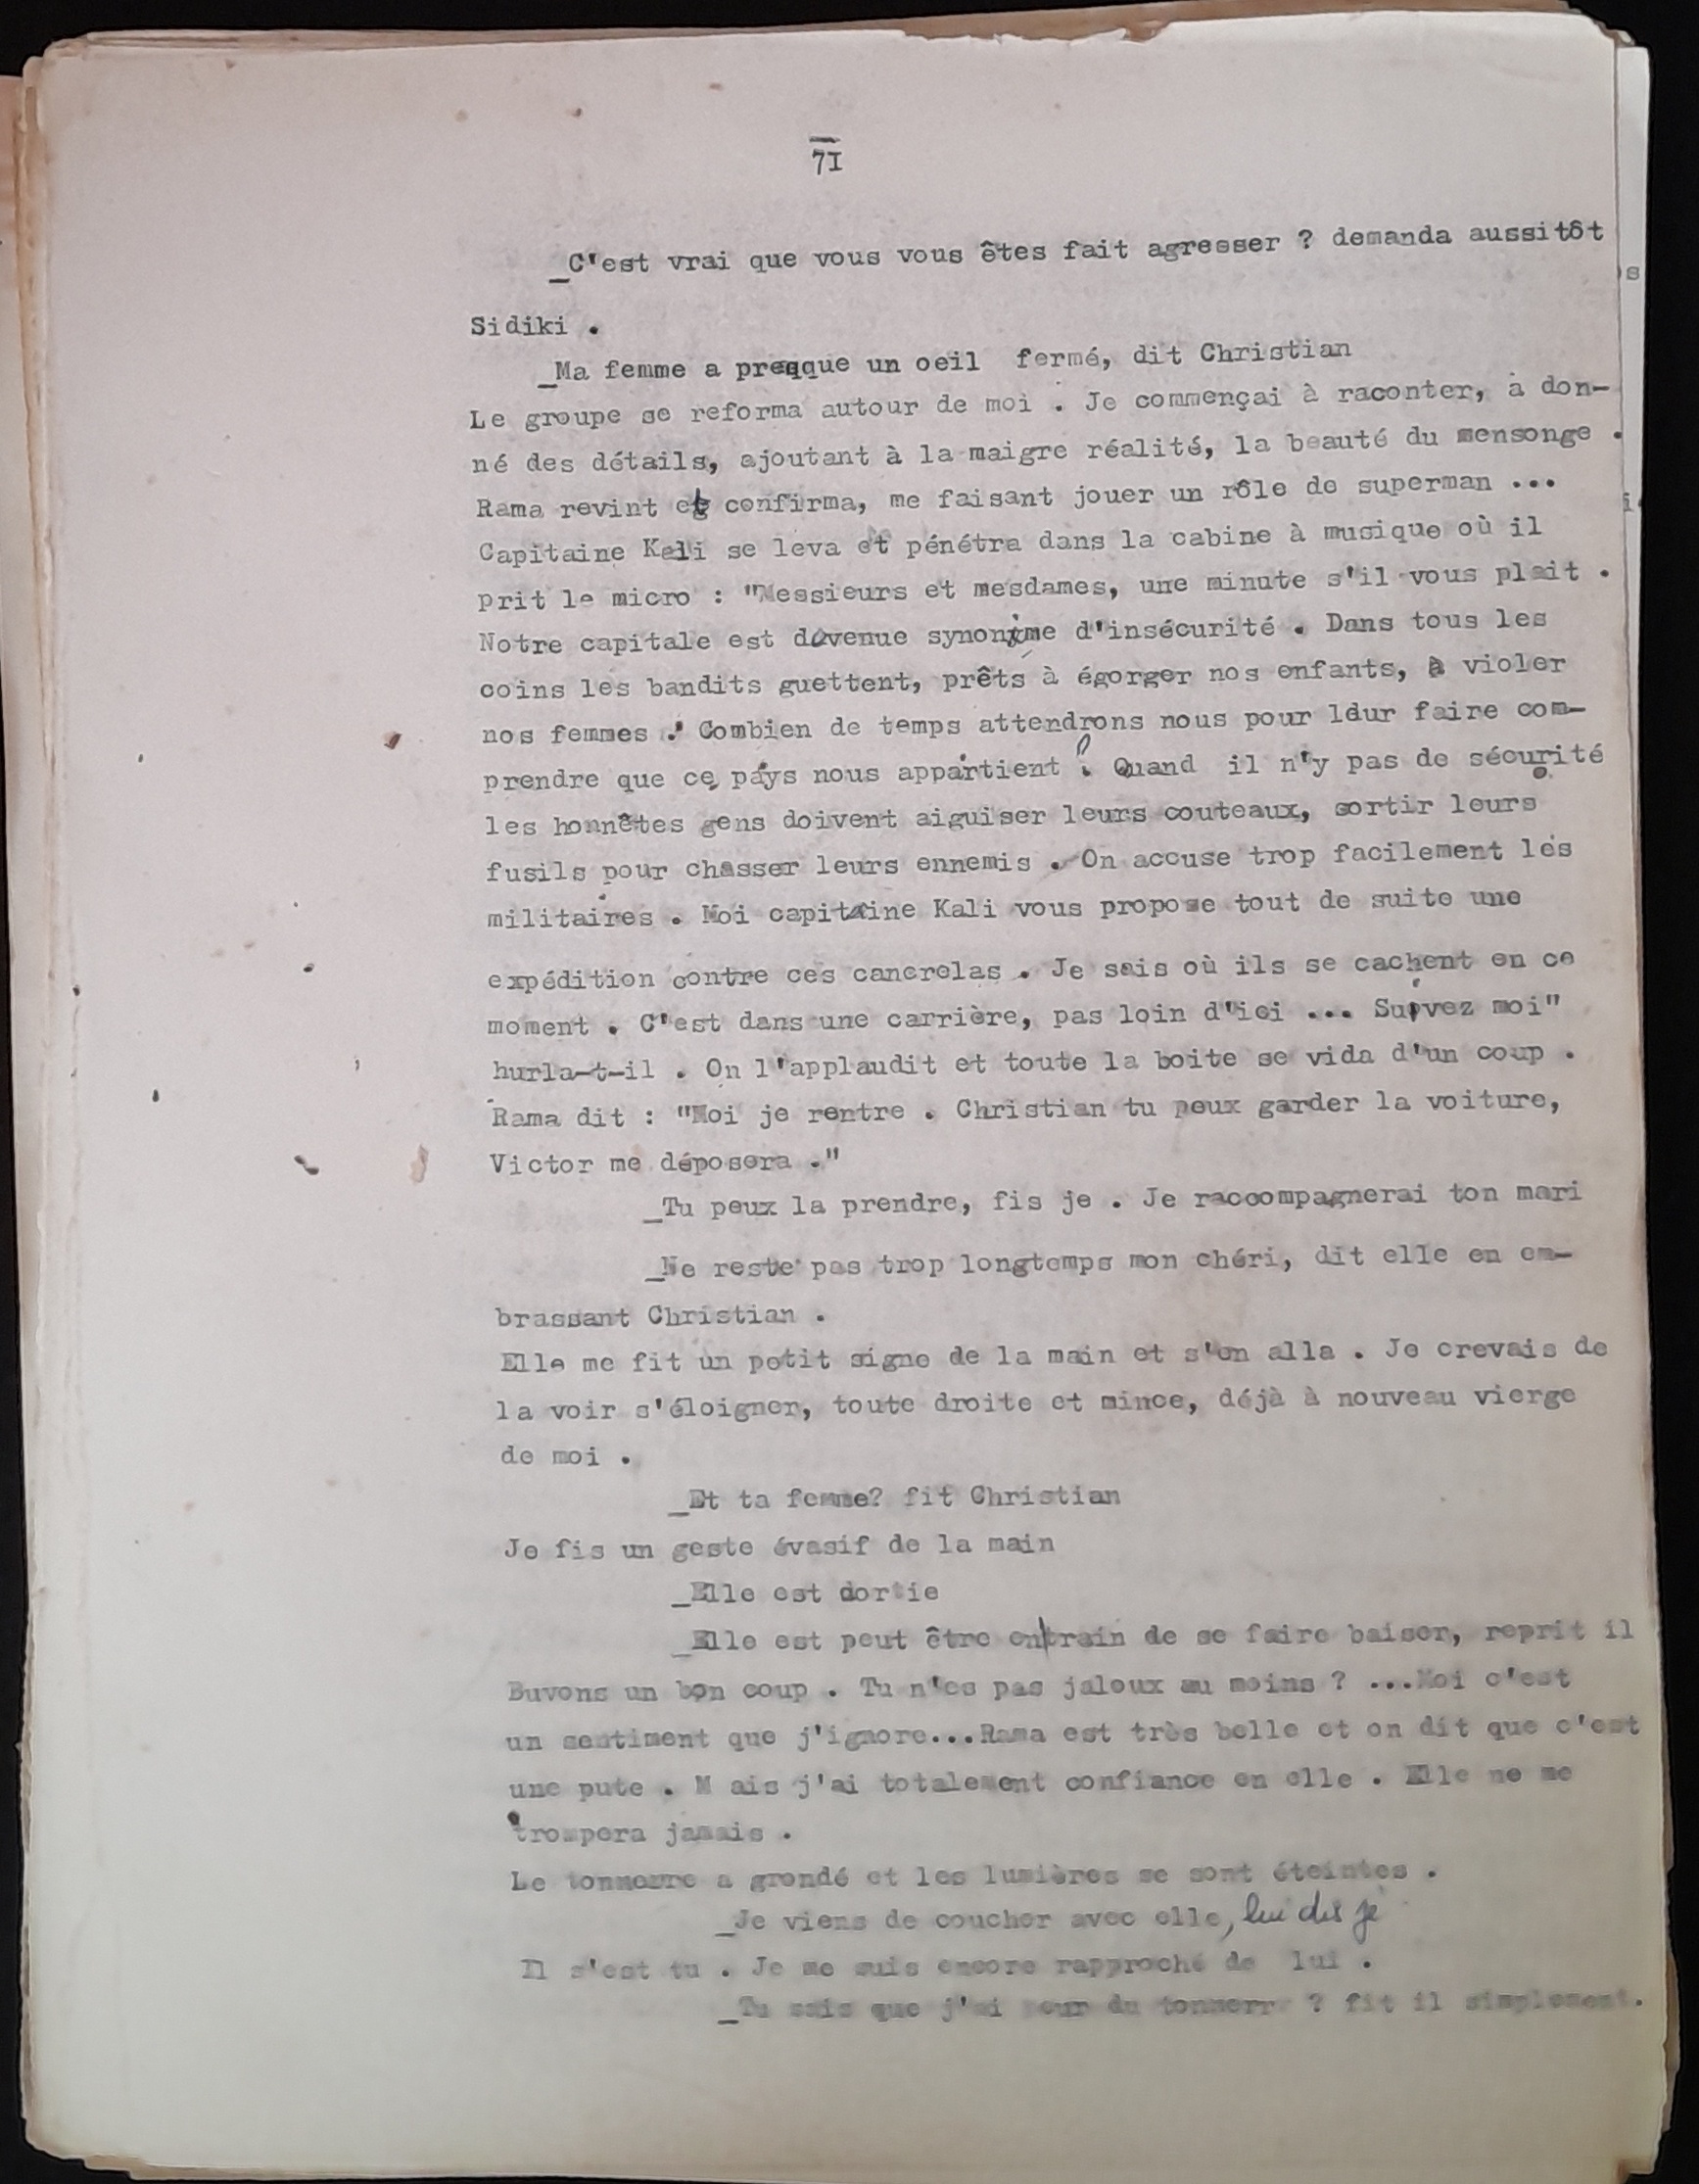 71
_C'est vrai que vous vous êtes fait agresser ? demanda aussitôt
Sidiki .
_Ma femme a presque un oeil fermé, dit Christian
Le groupe se reforma autour de moi . Je commençai à raconter, à don-
né des détails, ajoutant à la maigre réalité, la beauté du mensonge .
Rama revint et confirma, me faisant jouer un rôle de superman ...
Capitaine Kali se leva et pénétra dans la cabine à musique où il
prit le micro : "Messieurs et mesdames, une minute s'il vous plait .
Notre capitale est devenue synonyme d'insécurité . Dans tous les
coins les bandits guettent, prêts à égorger nos enfants, à violer
nos femmes . Combien de temps attendrons nous pour leur faire com-
prendre que ce pays nous appartient ? Quand il n'y pas de sécurité
les honnêtes gens doivent aiguiser leurs couteaux, sortir leurs
fusils pour chasser leurs ennemis . On accuse trop facilement les
militaires . Moi capitaine Kali vous propose tout de suite une
expédition contre ces cancrelas . Je sais où ils se cachent en ce
moment . C'est dans une carrière, pas loin d'ici ... Suivez moi"
hurla-t-il . On l'applaudit et toute la boite se vida d'un coup .
Rama dit : "Moi je rentre . Christian tu peux garder la voiture,
Victor me déposera ."
_Tu peux la prendre, fis je . Je raccompagnerai ton mari
_Ne reste pas trop longtemps mon chéri, dit elle en em-
brassant Christian .
Elle me fit un petit signe de la main et s'en alla . Je crevais de
la voir s'éloigner, toute droite et mince, déjà à nouveau vierge
de moi .
_Et ta femme? fit Christian
Je fis un geste évasif de la main
_Elle est sortie
_Elle est peut être en train de se faire baiser, reprit il
Buvons un bon coup . Tu n'es pas jaloux au moins ? ...Moi c'est
un sentiment que j'ignore...Rama est très belle et on dit que c'est
une pute . M ais j'ai totalement confiance en elle . Elle ne me
trompera jamais .
Le tonnerre a grondé et les lumières se sont éteintes .
_Je viens de coucher avec elle, lui dis je
Il s'est tu . Je me suis encore rapproché de lui .
_Tu sais que j'ai peur du tonnerr ? fit il simplement.